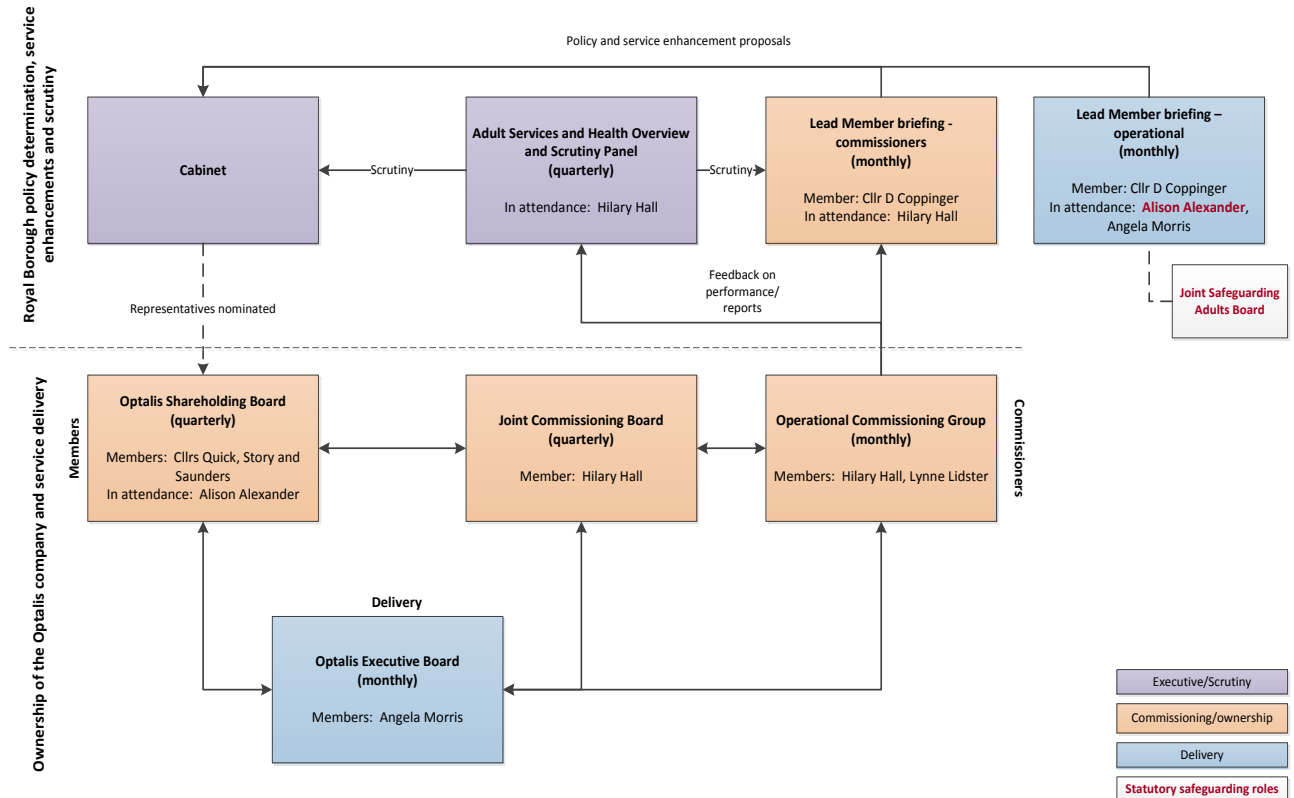 Royal Borough policy determination, service
enhancements and scrutiny
Policy and service enhancement proposals
Cabinet
Scrutiny
Adult Services and Health Overview
and Scrutiny Panel
(quarterly)
In attendance: Hilary Hall
Scrutiny
Lead Member briefing -
commissioners
(monthly)
Member: Cllr D Coppinger
In attendance: Hilary Hall
Lead Member briefing –
operational
(monthly)
Member: Cllr D Coppinger
In attendance: Alison Alexander,
Angela Morris
Joint Safeguarding
Adults Board
Representatives nominated
Feedback on
performance/
reports
Ownership of the Optalis company and service delivery
Members
Optalis Shareholding Board
(quarterly)
Members: Cllrs Quick, Story and
Saunders
In attendance: Alison Alexander
Joint Commissioning Board
(quarterly)
Member: Hilary Hall
Operational Commissioning Group
(monthly)
Members: Hilary Hall, Lynne Lidster
Commissioners
Delivery
Optalis Executive Board
(monthly)
Members: Angela Morris
Executive/Scrutiny
Commissioning/ownership
Delivery
Statutory safeguarding roles